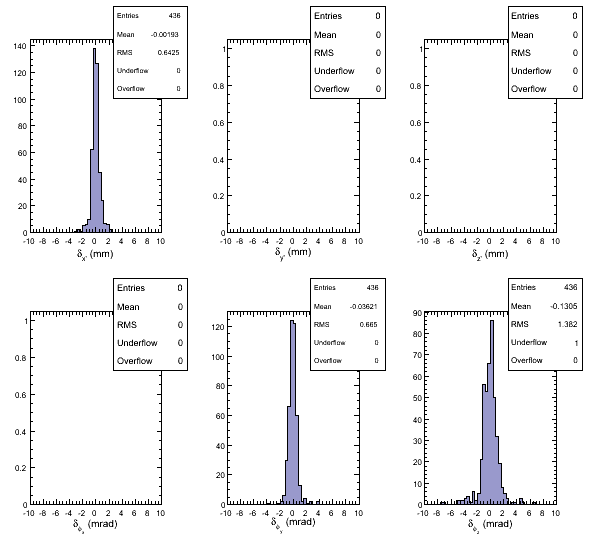 Entries 436
Mean -0.00193
RMS 0.6425
Underflow 0
Overflow 0
140
120
100
80
60
40
20
0
-10 -8 -6 -4 -2 0 2 4 6 8 10
δx' (mm)
Entries 0
Mean 0
RMS 0
Underflow 0
Overflow 0
1
0.8
0.6
0.4
0.2
0
-10 -8 -6 -4 -2 0 2 4 6 8 10
δy' (mm)
Entries 0
Mean 0
RMS 0
Underflow 0
Overflow 0
1
0.8
0.6
0.4
0.2
0
-10 -8 -6 -4 -2 0 2 4 6 8 10
δz' (mm)
Entries 0
Mean 0
RMS 0
Underflow 0
Overflow 0
1
0.8
0.6
0.4
0.2
0
-10 -8 -6 -4 -2 0 2 4 6 8 10
δφx (mrad)
Entries 436
Mean -0.03621
RMS 0.665
Underflow 0
Overflow 0
120
100
80
60
40
20
0
-10 -8 -6 -4 -2 0 2 4 6 8 10
δφy (mrad)
Entries 436
Mean -0.1305
RMS 1.382
Underflow 1
Overflow 0
90
80
70
60
50
40
30
20
10
0
-10 -8 -6 -4 -2 0 2 4 6 8 10
δφz (mrad)